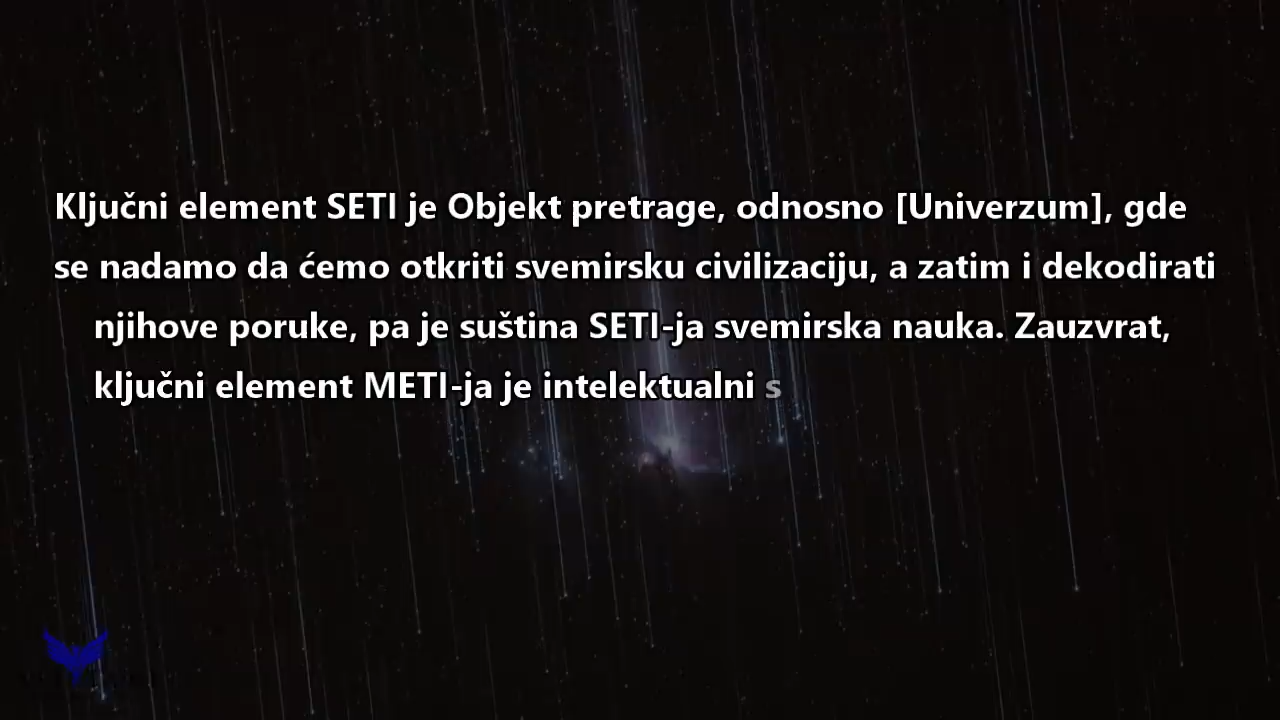 Ključni element SETI je Objekt pretrage, odnosno [Univerzum], gde
se nadamo da ćemo otkriti svemirsku civilizaciju, a zatim i dekodirati
njihove poruke, pa je suština SETI-ja svemirska nauka. Zauzvrat,
ključni element METI-ja je intelektualni s